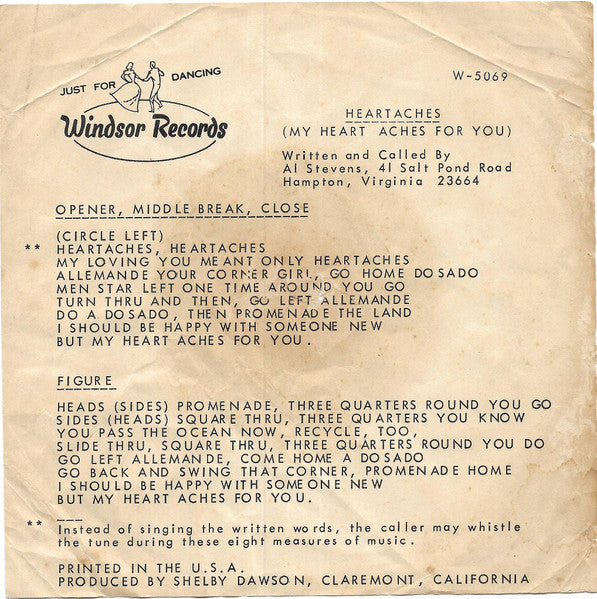 JUST FOR DANCING
Windsor Records
W-5069
HEARTACHES
(MY HEART ACHES FOR YOU)
Written and Called By
Al Stevens, 41 Salt Pond Road
Hampton, Virginia 23664
OPENER, MIDDLE BREAK, CLOSE
(CIRCLE LEFT)
** HEARTACHES, HEARTACHES
MY LOVING YOU MEANT ONLY HEARTACHES
ALLEMANDE YOUR CORNER GIRL, GO HOME DO SADO
MEN STAR LEFT ONE TIME AROUND YOU GO
TURN THRU AND THEN, GO LEFT ALLEMANDE
DO A DO SADO, THEN PROMENADE THE LAND
I SHOULD BE HAPPY WITH SOMEONE NEW
BUT MY HEART ACHES FOR YOU.
FIGURE
HEADS (SIDES) PROMENADE, THREE QUARTERS ROUND YOU GO
SIDES (HEADS) SQUARE THRU, THREE QUARTERS YOU KNOW
YOU PASS THE OCEAN NOW, RECYCLE, TOO,
SLIDE THRU, SQUARE THRU, THREE QUARTERS ROUND YOU DO
GO LEFT ALLEMANDE, COME HOME A DO SADO
GO BACK AND SWING THAT CORNER, PROMENADE HOME
I SHOULD BE HAPPY WITH SOMEONE NEW
BUT MY HEART ACHES FOR YOU.
** Instead of singing the written words, the caller may whistle
the tune during these eight measures of music.
PRINTED IN THE U.S.A.
PRODUCED BY SHELBY DAWSON, CLAREMONT, CALIFORNIA